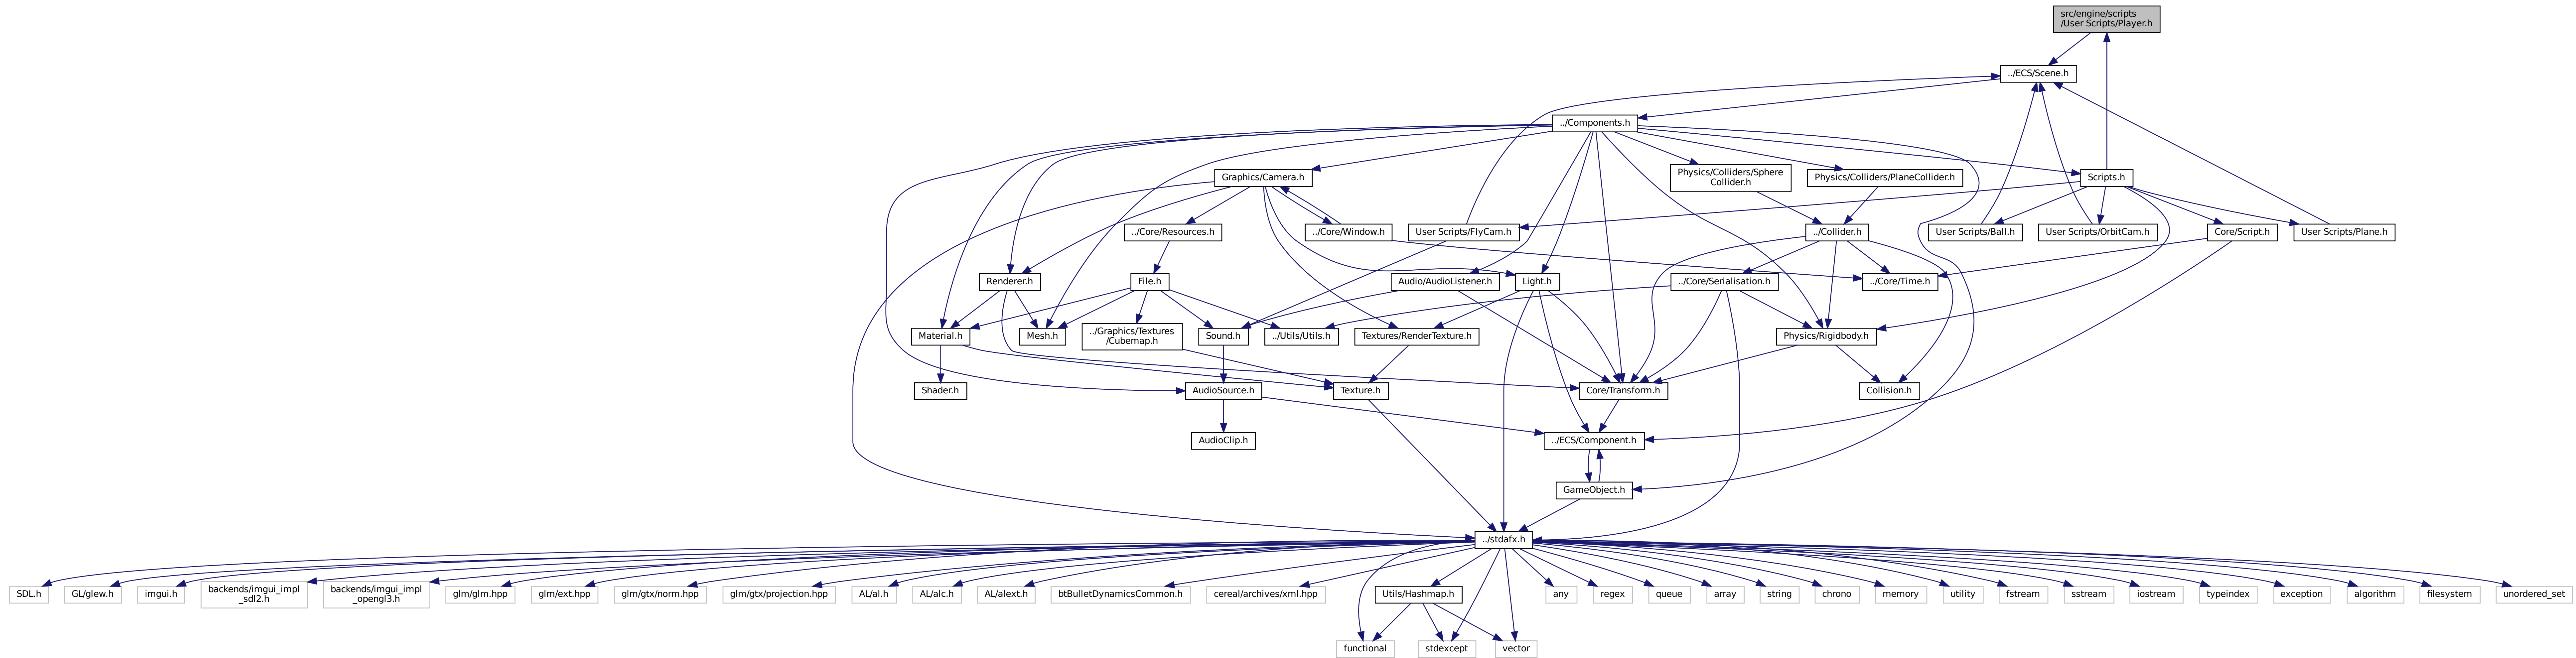 src/engine/scripts
/User Scripts/Player.h
../ECS/Scene.h
../Components.h
Graphics/Camera.h
Physics/Colliders/Sphere
Collider.h
Physics/Colliders/PlaneCollider.h
Scripts.h
../Core/Resources.h
../Core/Window.h
User Scripts/FlyCam.h
../Collider.h
User Scripts/Ball.h
User Scripts/OrbitCam.h
Core/Script.h
User Scripts/Plane.h
Renderer.h
File.h
Audio/AudioListener.h
Light.h
../Core/Serialisation.h
../Core/Time.h
Material.h
Mesh.h
../Graphics/Textures
/Cubemap.h
Sound.h
../Utils/Utils.h
Textures/RenderTexture.h
Physics/Rigidbody.h
Shader.h
AudioSource.h
Texture.h
Core/Transform.h
Collision.h
AudioClip.h
../ECS/Component.h
GameObject.h
../stdafx.h
SDL.h
GL/glew.h
imgui.h
backends/imgui_impl
_sdl2.h
backends/imgui_impl
_opengl3.h
glm/glm.hpp
glm/ext.hpp
glm/gtx/norm.hpp
glm/gtx/projection.hpp
AL/al.h
AL/alc.h
AL/alext.h
btBulletDynamicsCommon.h
cereal/archives/xml.hpp
Utils/Hashmap.h
any
regex
queue
array
string
chrono
memory
utility
fstream
sstream
iostream
typeindex
exception
algorithm
filesystem
unordered_set
functional
stdexcept
vector